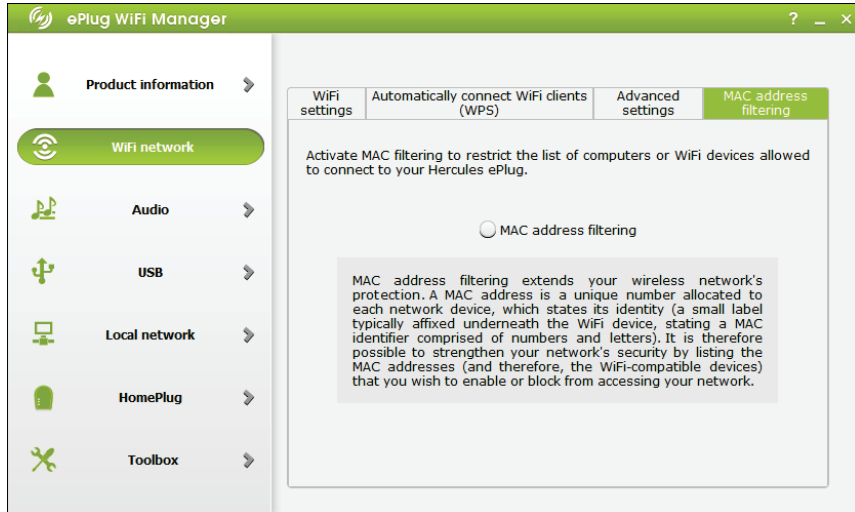 ePlug WiFi Manager
? _ ×
Product information
WiFi network
Audio
USB
Local network
HomePlug
Toolbox
WiFi
settings
Automatically connect WiFi clients
(WPS)
Advanced
settings
MAC address
filtering
Activate MAC filtering to restrict the list of computers or WiFi devices allowed
to connect to your Hercules ePlug.
MAC address filtering
MAC address filtering extends your wireless network's
protection. A MAC address is a unique number allocated to
each network device, which states its identity (a small label
typically affixed underneath the WiFi device, stating a MAC
identifier comprised of numbers and letters). It is therefore
possible to strengthen your network's security by listing the
MAC addresses (and therefore, the WiFi-compatible devices)
that you wish to enable or block from accessing your network.